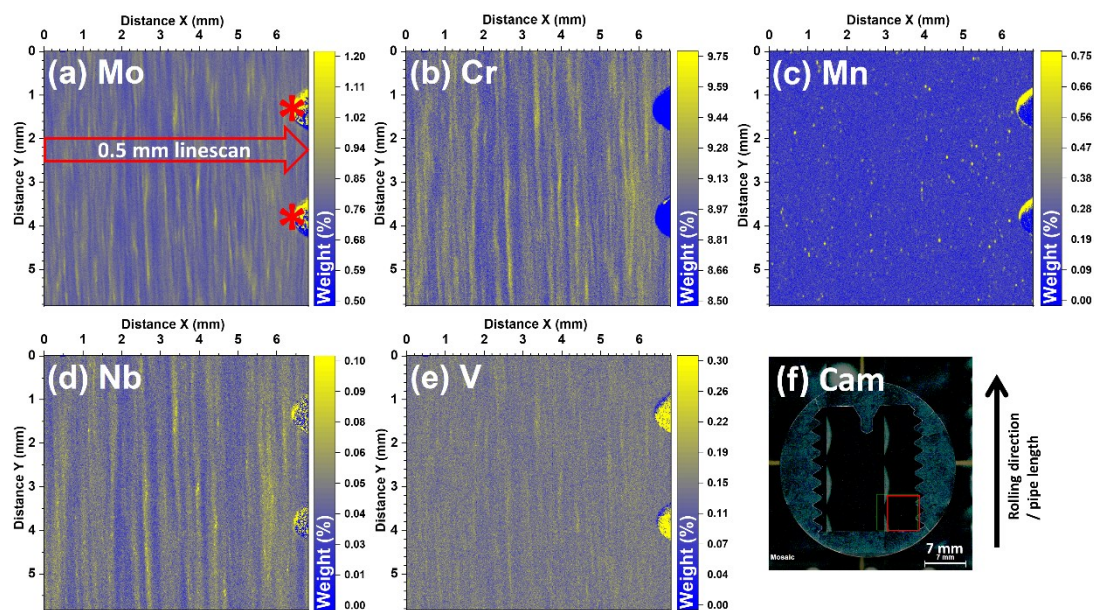 Distance X (mm)
Distance X (mm)
Distance X (mm)
0 1 2 3 4 5 6
0 1 2 3 4 5 6
0 1 2 3 4 5 6
(a) Mo
Distance Y (mm)
0
1
2
3
4
5
*
0.5 mm linescan
*
1.20
1.11
1.02
0.94
0.85
0.76
0.68
0.59
0.50
Weight (%)
(b) Cr
Distance Y (mm)
0
1
2
3
4
5
9.75
9.59
9.44
9.28
9.13
8.97
8.81
8.66
8.50
Weight (%)
(c) Mn
Distance Y (mm)
0
1
2
3
4
5
0.75
0.66
0.56
0.47
0.38
0.28
0.19
0.09
0.00
Weight (%)
Distance X (mm)
Distance X (mm)
0 1 2 3 4 5 6
0 1 2 3 4 5 6
(d) Nb
Distance Y (mm)
0
1
2
3
4
5
0.10
0.09
0.08
0.06
0.05
0.04
0.03
0.01
0.00
Weight (%)
(e) V
Distance Y (mm)
0
1
2
3
4
5
0.30
0.26
0.22
0.19
0.15
0.11
0.08
0.04
0.00
Weight (%)
(f) Cam
7 mm
7 mm
Mosaic
Rolling direction
/ pipe length